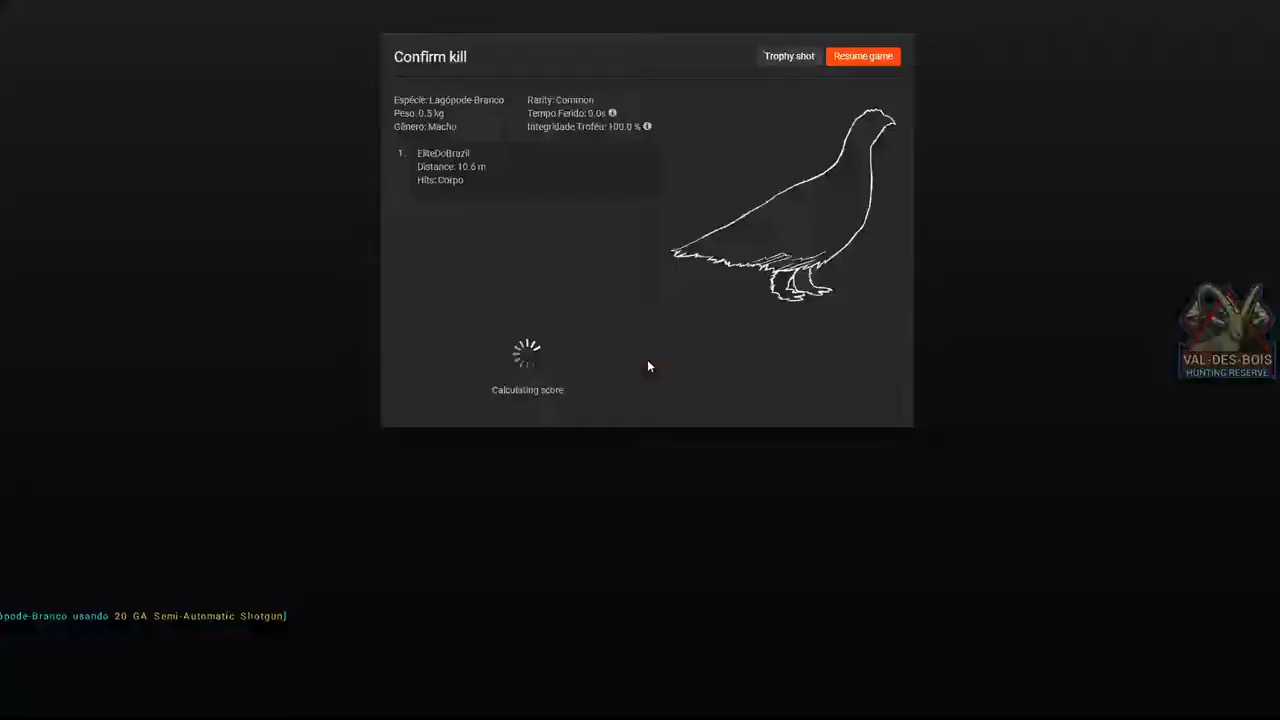 Confirm kill
Trophy shot
Resume game
Espécie: Lagópode-Branco
Rarity: Common
Peso: 0.5 kg
Tempo Ferido: 0.0s
Gênero: Macho
Integridade Troféu: 100.0 %
1. EliteDoBrazil
Distance: 10.6 m
Hits: Corpo
Calculating score
VAL-DES-BOIS
HUNTING RESERVE
ópode-Branco usando 20 GA Semi-Automatic Shotgun)